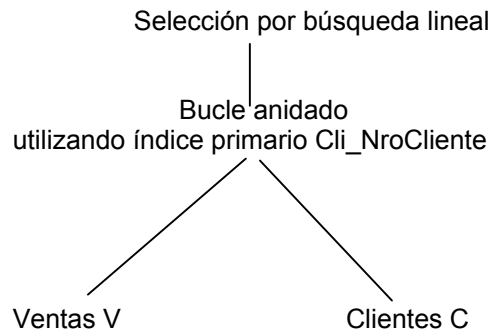 Selección por búsqueda lineal
Bucle anidado
utilizando índice primario Cli_NroCliente
Ventas V
Clientes C